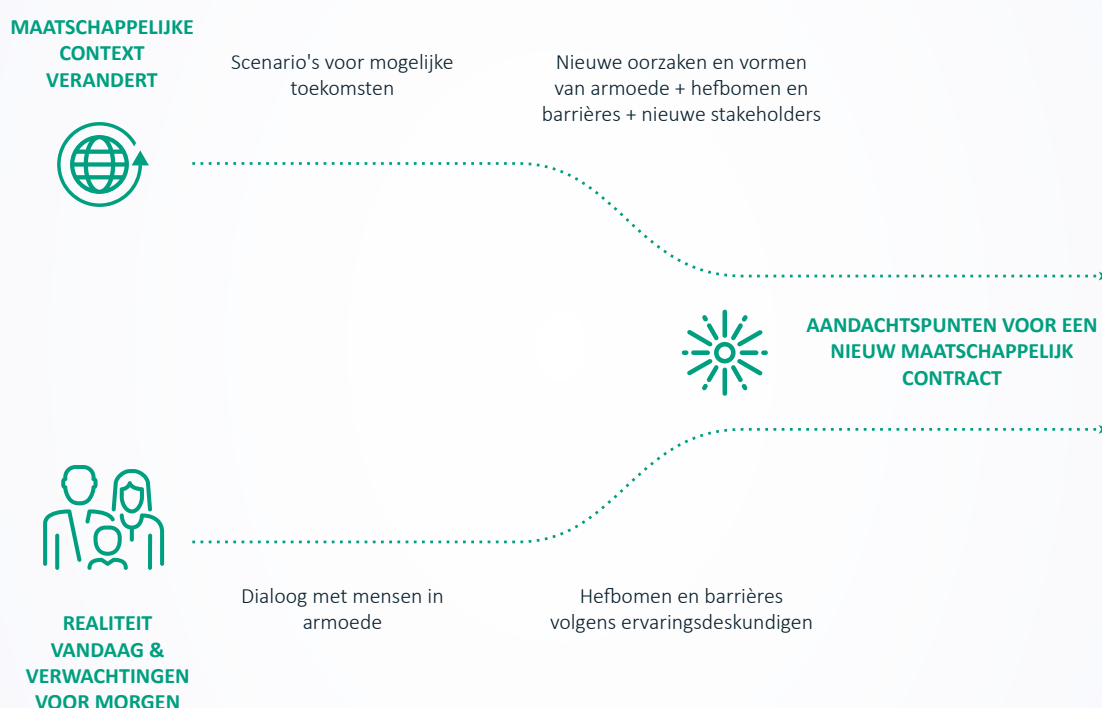 MAATSCHAPPELIJKE
CONTEXT
VERANDERT
Scenario's voor mogelijke
toekomsten
Nieuwe oorzaken en vormen
van armoede + hefbomen en
barrières + nieuwe stakeholders
AANDACHTSPUNTEN VOOR EEN
NIEUW MAATSCHAPPELIJK
CONTRACT
REALITEIT
VANDAAG &
VERWACHTINGEN
VOOR MORGEN
Dialoog met mensen in
armoede
Hefbomen en barrières
volgens ervaringsdeskundigen